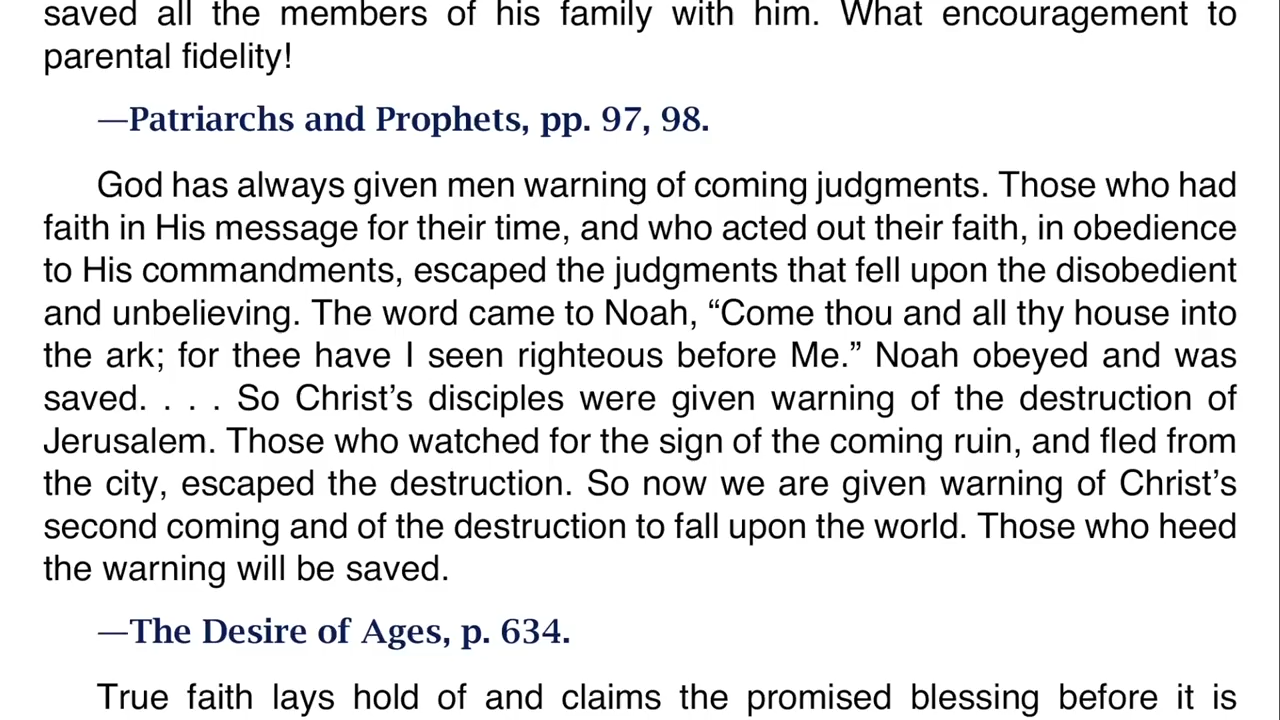 saved all the members of his family with him. What encouragement to
parental fidelity!
—Patriarchs and Prophets, pp. 97, 98.
God has always given men warning of coming judgments. Those who had
faith in His message for their time, and who acted out their faith, in obedience
to His commandments, escaped the judgments that fell upon the disobedient
and unbelieving. The word came to Noah, “Come thou and all thy house into
the ark; for thee have I seen righteous before Me.” Noah obeyed and was
saved. . . . So Christ’s disciples were given warning of the destruction of
Jerusalem. Those who watched for the sign of the coming ruin, and fled from
the city, escaped the destruction. So now we are given warning of Christ’s
second coming and of the destruction to fall upon the world. Those who heed
the warning will be saved.
—The Desire of Ages, p. 634.
True faith lays hold of and claims the promised blessing before it is